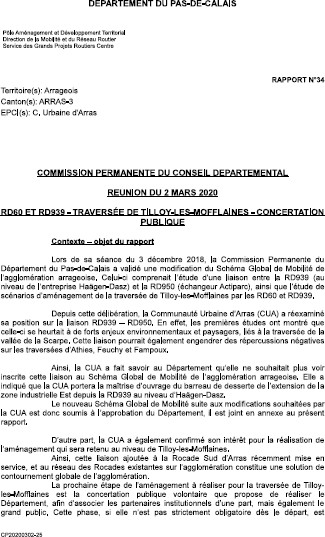 DEPARTEMENT DU PAS-DE-CALAIS
Pôle Aménagement et Développement Territorial
Direction de la Mobilité et du Réseau Routier
Service des Grands Projets Routiers Centre
RAPPORT N°34
Territoire(s): Arrageois
Canton(s): ARRAS-3
EPCI(s): C. Urbaine d'Arras
COMMISSION PERMANENTE DU CONSEIL DEPARTEMENTAL
REUNION DU 2 MARS 2020
RD60 ET RD939 – TRAVERSÉE DE TILLOY-LES-MOFFLAINES – CONCERTATION
PUBLIQUE
Contexte – objet du rapport
Lors de sa séance du 3 décembre 2018, la Commission Permanente du
Département du Pas-de-Calais a validé une modification du Schéma Global de Mobilité de
l'agglomération arrageoise. Celui-ci comprenait l'étude d'une liaison entre la RD939 (au
niveau de l'entreprise Haägen-Dasz) et la RD950 (échangeur Actiparc), ainsi que l'étude de
scénarios d'aménagement de la traversée de Tilloy-les-Mofflaines par les RD60 et RD939.
Depuis cette délibération, la Communauté Urbaine d'Arras (CUA) a réexaminé
sa position sur la liaison RD939 – RD950. En effet, les premières études ont montré que
celle-ci se heurtait à de forts enjeux environnementaux et paysagers, liés à la traversée de la
vallée de la Scarpe. Cette liaison pourrait également engendrer des répercussions négatives
sur les traversées d'Athies, Feuchy et Fampoux.
Ainsi, la CUA a fait savoir au Département qu'elle ne souhaitait plus voir
inscrite cette liaison au Schéma Global de Mobilité de l'agglomération arrageoise. Elle a
indiqué que la CUA portera la maîtrise d'ouvrage du barreau de desserte de l'extension de la
zone industrielle Est depuis la RD939 au niveau d'Haägen-Dasz.
Le nouveau Schéma Global de Mobilité suite aux modifications souhaitées par
la CUA est donc soumis à l'approbation du Département, il est joint en annexe au présent
rapport.
D'autre part, la CUA a également confirmé son intérêt pour la réalisation de
l'aménagement qui sera retenu au niveau de Tilloy-les-Mofflaines.
Ainsi, cette liaison ajoutée à la Rocade Sud d'Arras récemment mise en
service, et au réseau des Rocades existantes sur l'agglomération constitue une solution de
contournement globale de l'agglomération.
La prochaine étape de l'aménagement à réaliser pour la traversée de Tilloy-
les-Mofflaines est la concertation publique volontaire que propose de réaliser le
Département, afin d'associer les partenaires institutionnels d'une part, mais également le
grand public. Cette phase, si elle n'est pas strictement obligatoire dès le départ, est
CP20200302-26